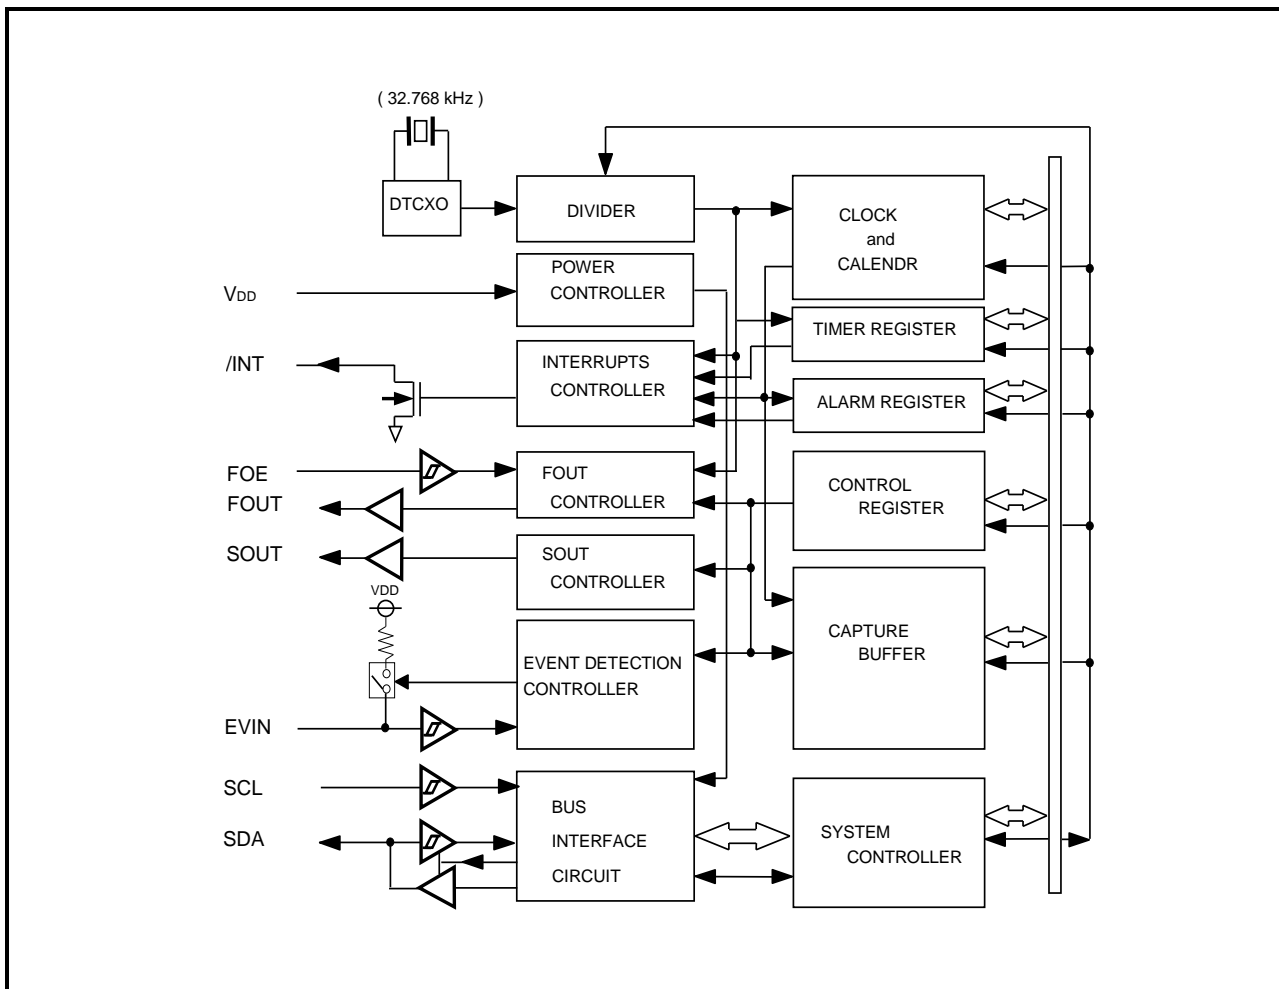 ( 32.768 kHz )
DTCXO
DIVIDER
CLOCK
and
CALENDR
VDD
POWER
CONTROLLER
TIMER REGISTER
/INT
INTERRUPTS
CONTROLLER
ALARM REGISTER
FOE
FOUT
FOUT
CONTROLLER
CONTROL
REGISTER
SOUT
SOUT
CONTROLLER
VDD
EVENT DETECTION
CONTROLLER
CAPTURE
BUFFER
EVIN
SCL
SDA
BUS
INTERFACE
CIRCUIT
SYSTEM
CONTROLLER